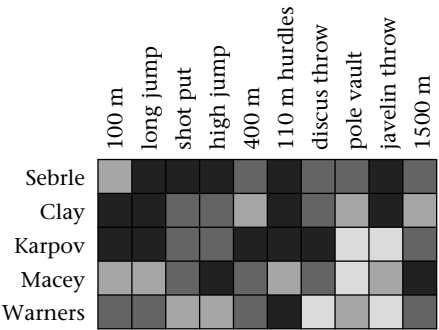 100 m
long jump
shot put
high jump
400 m
110 m hurdles
discus throw
pole vault
javelin throw
1500 m
Sebrle
Clay
Karpov
Macey
Warners